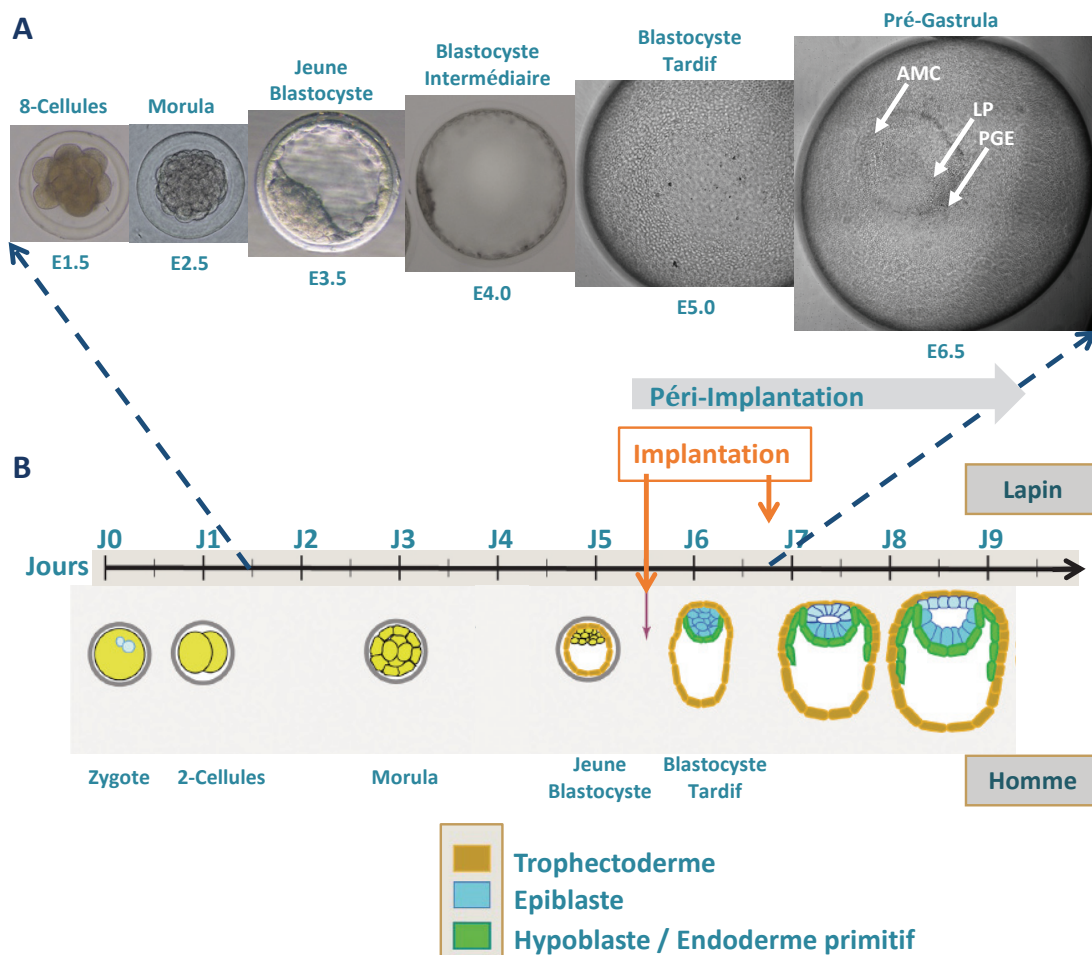 A
8-Cellules
Morula
Jeune
Blastocyste
Blastocyste
Intermédiaire
Blastocyste
Tardif
Pré-Gastrula
AMC
LP
PGE
E1.5
E2.5
E3.5
E4.0
E5.0
E6.5
Péri-Implantation
Implantation
B
Lapin
J0
J1
J2
J3
J4
J5
J6
J7
J8
J9
Jours
Zygote
2-Cellules
Morula
Jeune
Blastocyste
Blastocyste
Tardif
Homme
Trophectoderme
Epiblaste
Hypoblaste / Endoderme primitif